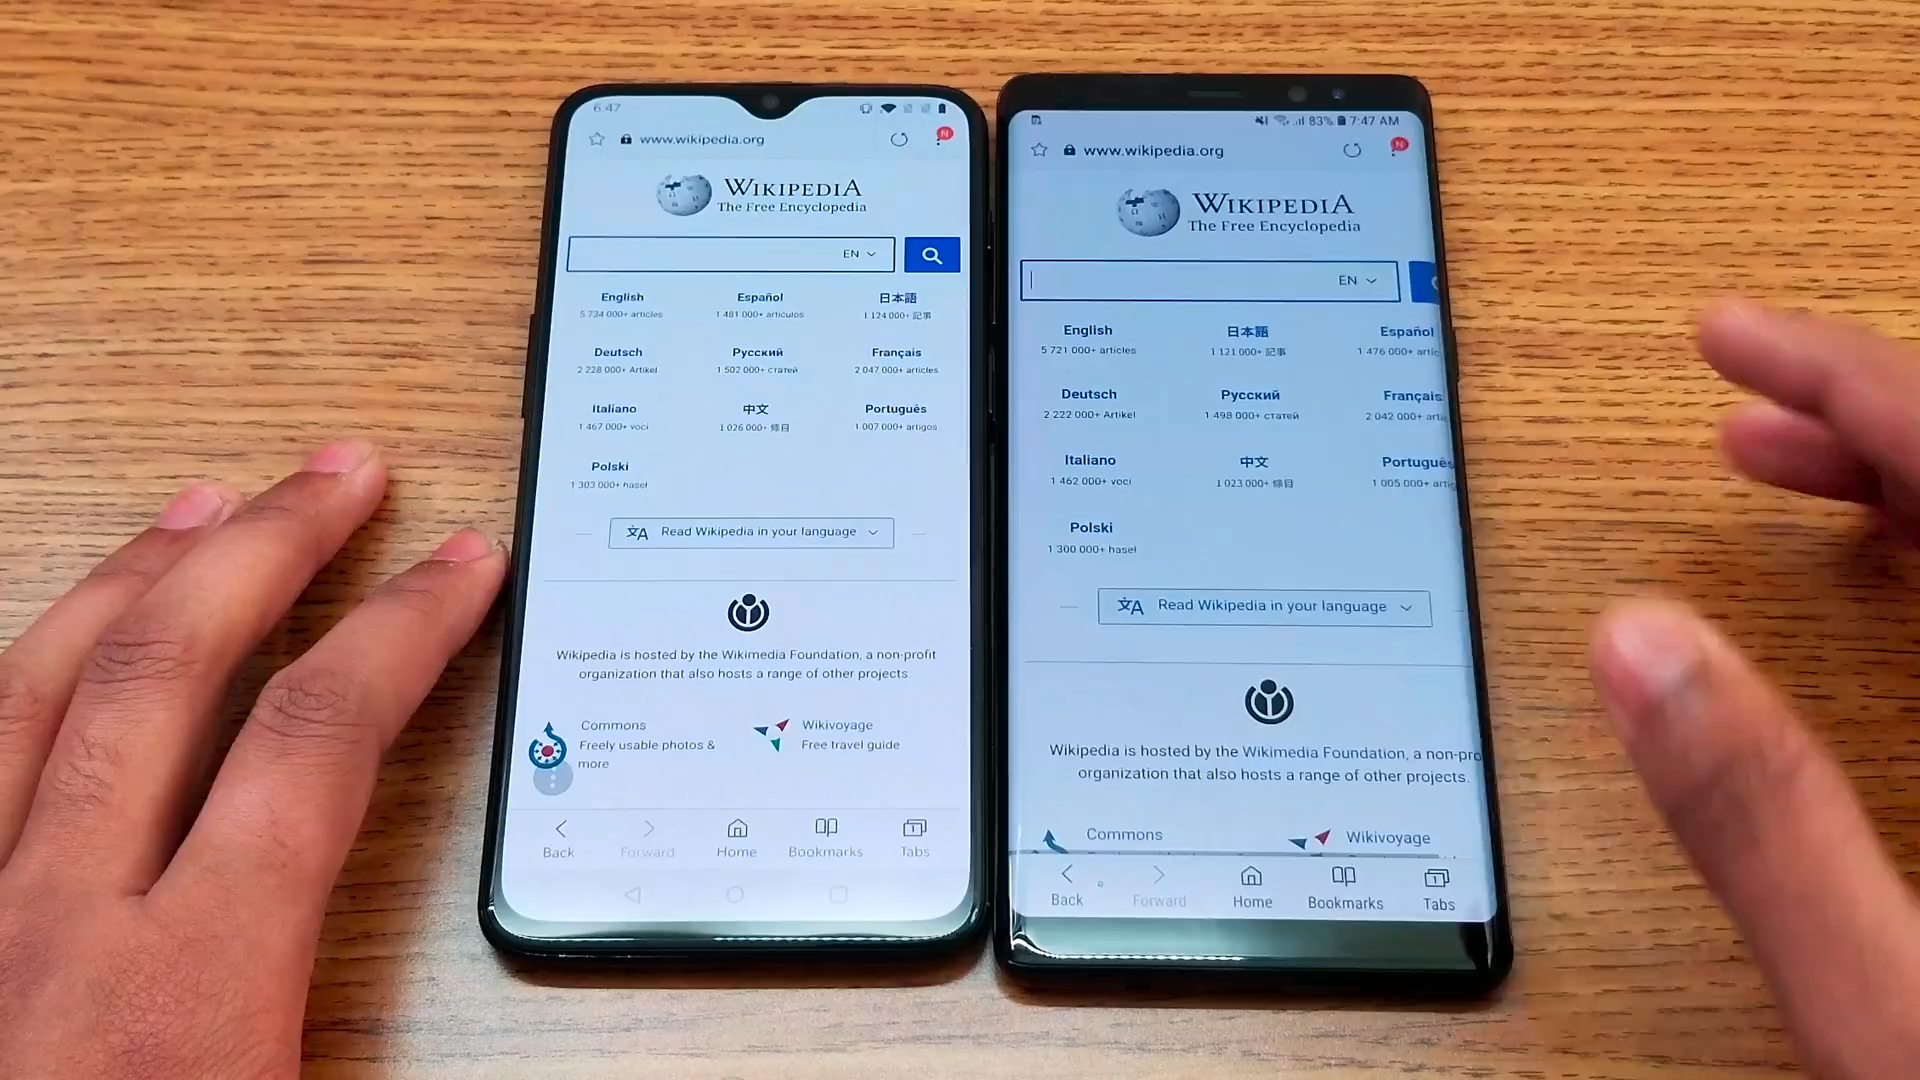 6:47
www.wikipedia.org
N
WIKIPEDIA
The Free Encyclopedia
EN
English
5 734 000+ articles
Español
1 481 000+ artículos
日本語
1 124 000+ 記事
Deutsch
2 228 000+ Artikel
Русский
1 502 000+ статей
Français
2 047 000+ articles
Italiano
1 467 000+ voci
中文
1 026 000+ 條目
Português
1 007 000+ artigos
Polski
1 303 000+ haseł
Read Wikipedia in your language
Wikipedia is hosted by the Wikimedia Foundation, a non-profit
organization that also hosts a range of other projects.
Commons
Freely usable photos &
more
Wikivoyage
Free travel guide
Back
Forward
Home
Bookmarks
1
Tabs
83% 7:47 AM
www.wikipedia.org
N
WIKIPEDIA
The Free Encyclopedia
EN
English
5 721 000+ articles
日本語
1 121 000+ 記事
Español
1 476 000+ artíc
Deutsch
2 222 000+ Artikel
Русский
1 498 000+ статей
Français
2 042 000+ arti
Italiano
1 462 000+ voci
中文
1 023 000+ 條目
Português
1 005 000+ artig
Polski
1 300 000+ haseł
Read Wikipedia in your language
Wikipedia is hosted by the Wikimedia Foundation, a non-pro
organization that also hosts a range of other projects.
Commons
Wikivoyage
Back
Forward
Home
Bookmarks
1
Tabs